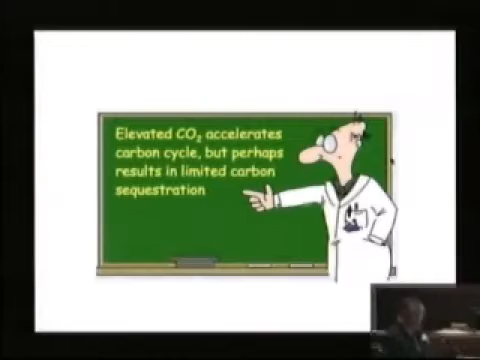 Elevated CO₂ accelerates
carbon cycle, but perhaps
results in limited carbon
sequestration